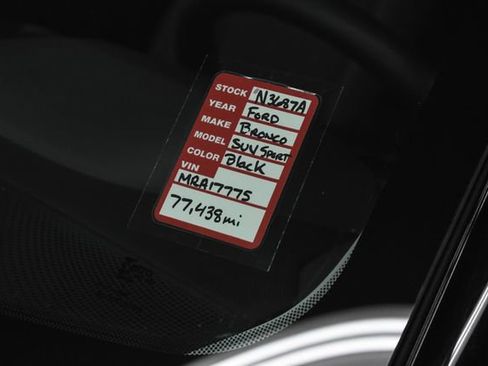 STOCK N3687A
YEAR FORD
MAKE BRONCO
MODEL SUV SPORT
COLOR Black
VIN
MRA17775
77,438mi